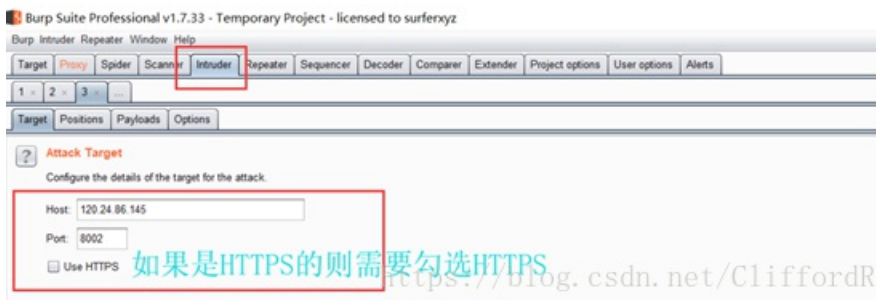 Burp Suite Professional v1.7.33 - Temporary Project - licensed to surferxyz
Burp Intruder Repeater Window Help
Target Proxy Spider Scanner Intruder Repeater Sequencer Decoder Comparer Extender Project options User options Alerts
1 × 2 × 3 × ...
Target Positions Payloads Options
? Attack Target
Configure the details of the target for the attack.
Host: 120.24.86.145
Port: 8002
Use HTTPS 如果是HTTPS的则需要勾选HTTPS
https://blog.csdn.net/CliffordR